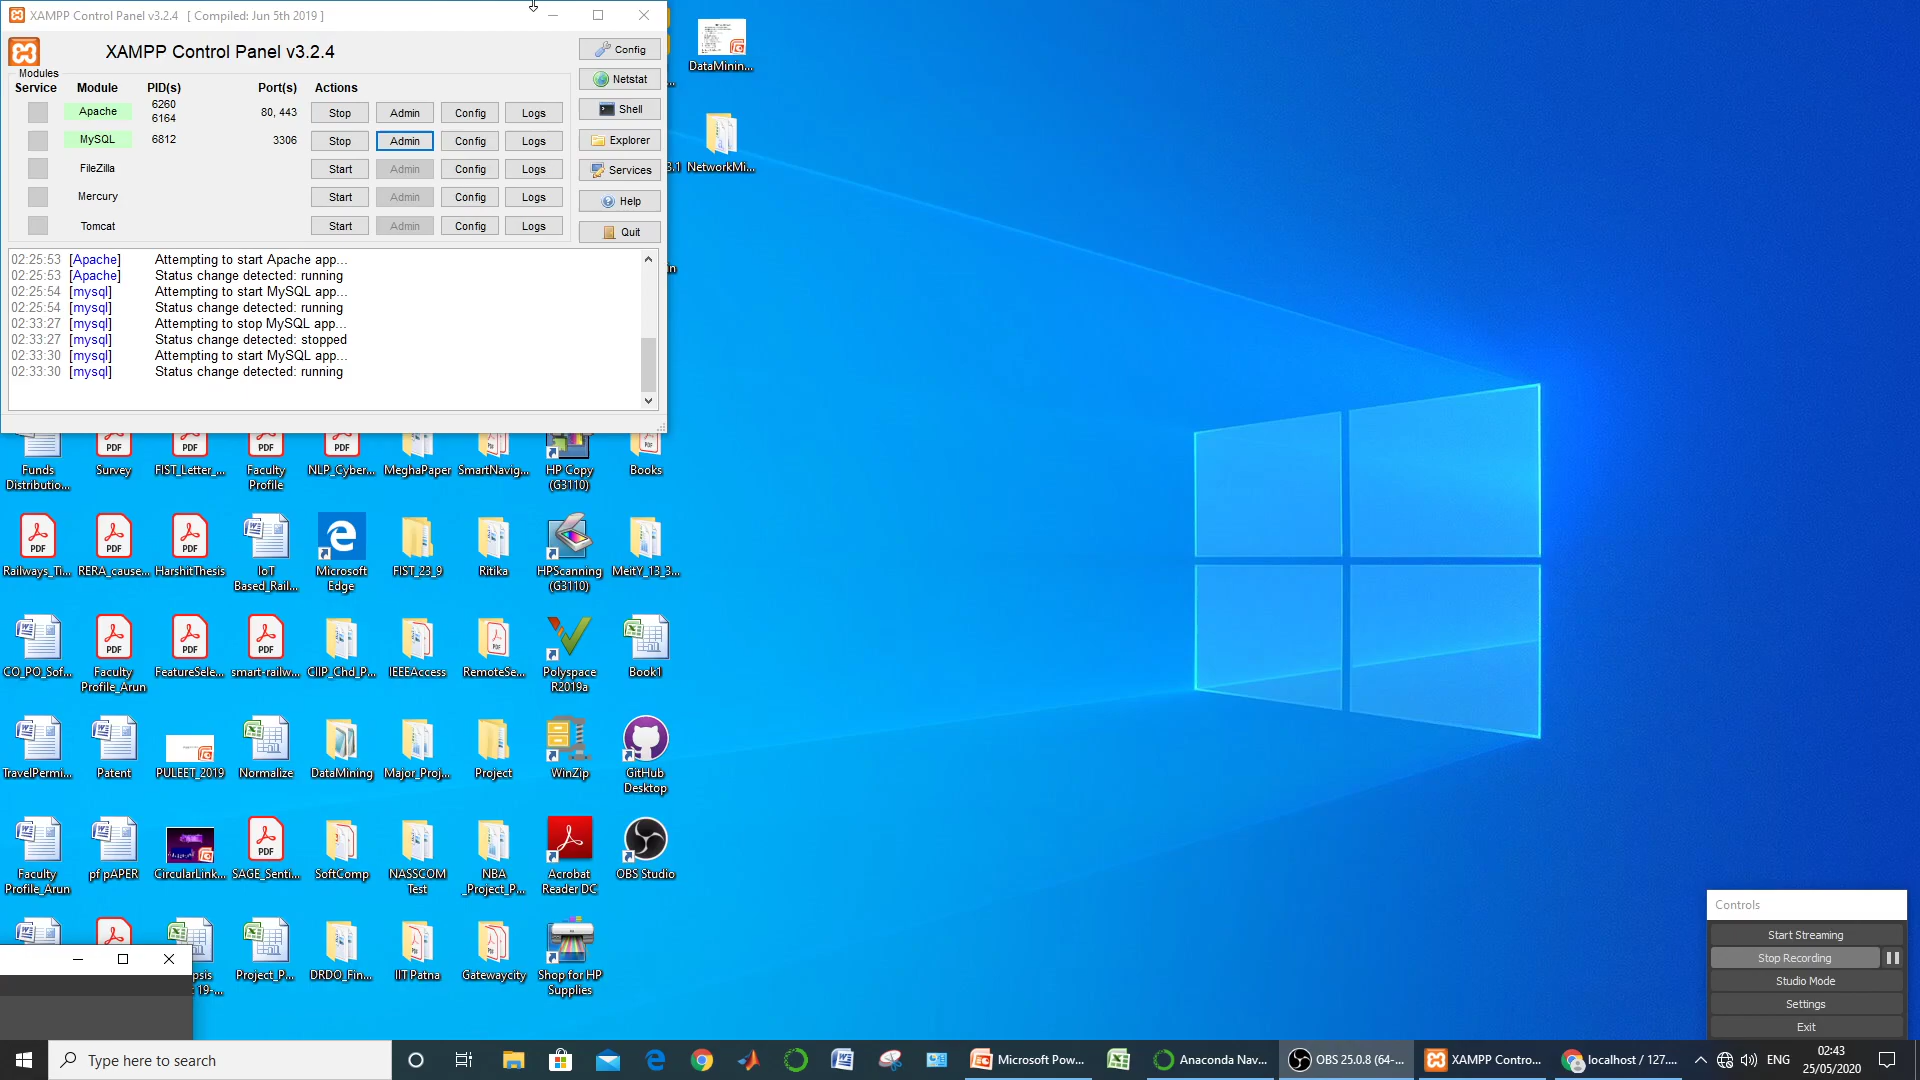 XAMPP Control Panel v3.2.4 [ Compiled: Jun 5th 2019 ]
XAMPP Control Panel v3.2.4
Config
Modules
Service Module PID(s) Port(s) Actions
Netstat
Apache 6260 6164 80, 443 Stop Admin Config Logs
Shell
MySQL 6812 3306 Stop Admin Config Logs
Explorer
FileZilla Start Admin Config Logs
Services
Mercury Start Admin Config Logs
Help
Tomcat Start Admin Config Logs
Quit
02:25:53 [Apache] Attempting to start Apache app...
02:25:53 [Apache] Status change detected: running
02:25:54 [mysql] Attempting to start MySQL app...
02:25:54 [mysql] Status change detected: running
02:33:27 [mysql] Attempting to stop MySQL app...
02:33:27 [mysql] Status change detected: stopped
02:33:30 [mysql] Attempting to start MySQL app...
02:33:30 [mysql] Status change detected: running
DataMinin...
3.1 NetworkMi...
in
Funds Distributio...
Survey
FIST_Letter_...
Faculty Profile
NLP_Cyber...
MeghaPaper
SmartNavig...
HP Copy (G3110)
Books
Railways_Ti...
RERA_cause...
HarshitThesis
IoT Based_Rail...
Microsoft Edge
FIST_23_9
Ritika
HPScanning (G3110)
MeitY_13_3...
CO_PO_Sof...
Faculty Profile_Arun
FeatureSele...
smart-railw...
CIIP_Chd_P...
IEEEAccess
RemoteSe...
Polyspace R2019a
Book1
TravelPermi...
Patent
PULEET_2019
Normalize
DataMining
Major_Proj...
Project
WinZip
GitHub Desktop
Faculty Profile_Arun
pf pAPER
CircularLink...
SAGE_Senti...
SoftComp
NASSCOM Test
NBA _Project_P...
Acrobat Reader DC
OBS Studio
psis
19-...
Project_P...
DRDO_Fin...
IIT Patna
Gatewaycity
Shop for HP Supplies
Controls
Start Streaming
Stop Recording
Studio Mode
Settings
Exit
Type here to search
Microsoft Pow...
Anaconda Nav...
OBS 25.0.8 (64-...
XAMPP Contro...
localhost / 127....
ENG
02:43
25/05/2020